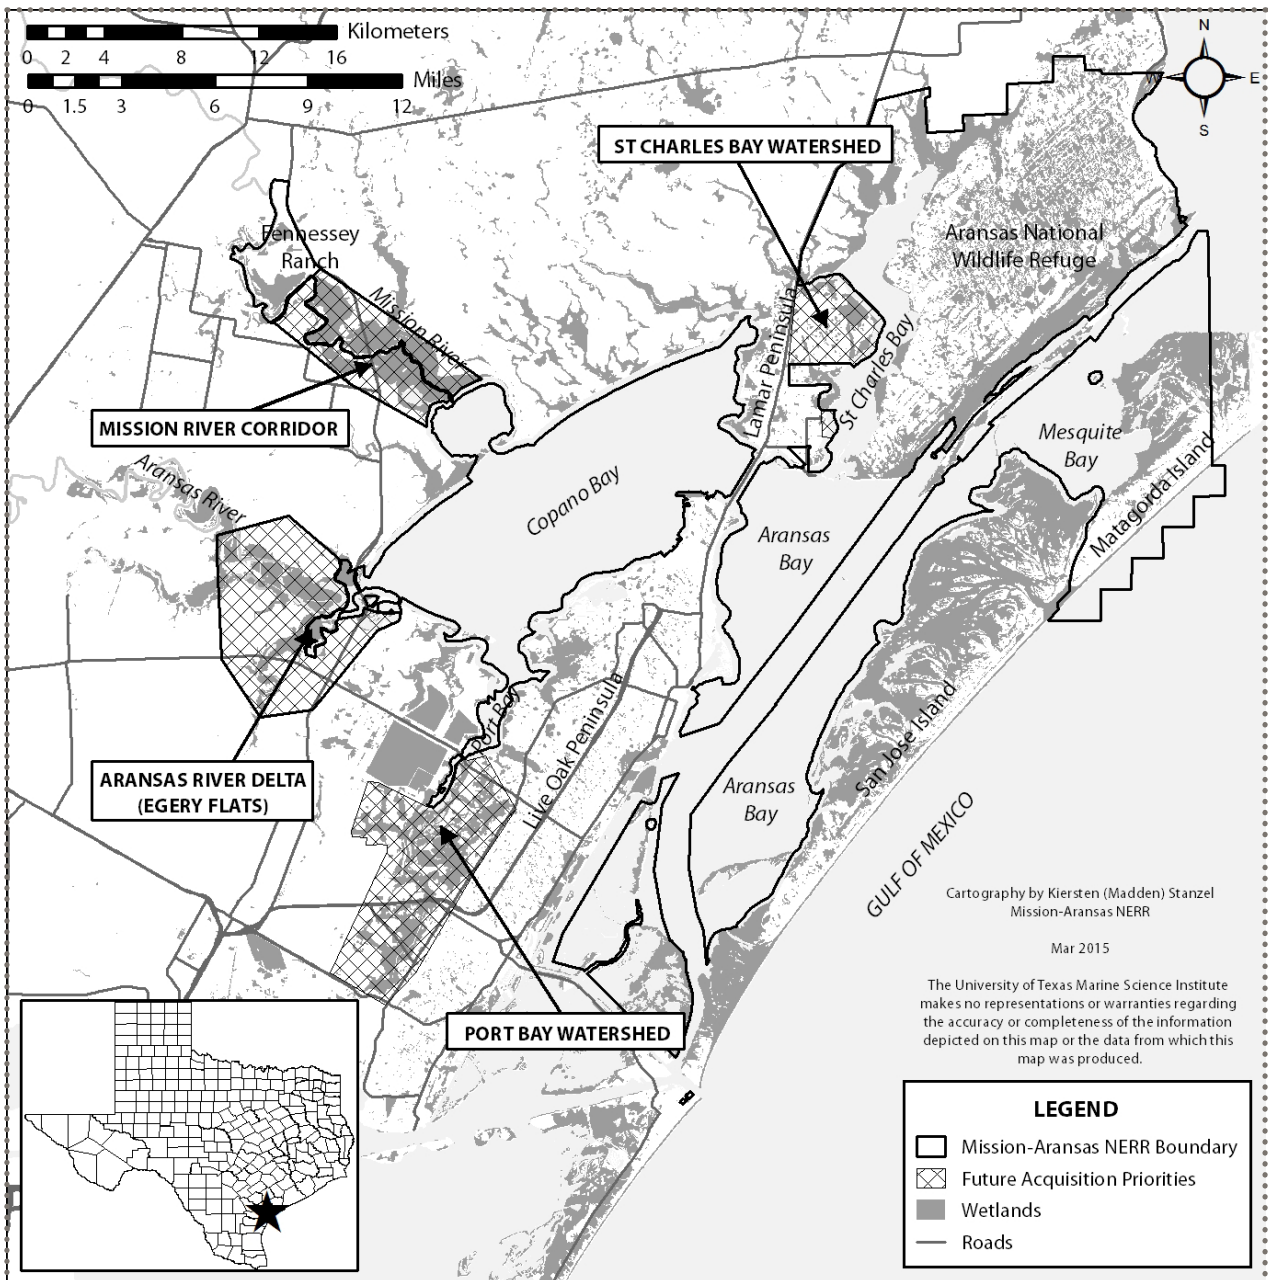 Kilometers
0 2 4 8 12 16
Miles
0 1.5 3 6 9 12
N
W E
S
ST CHARLES BAY WATERSHED
Fennessey
Ranch
Aransas National
Wildlife Refuge
Mission River
Lamar Peninsula
St Charles Bay
MISSION RIVER CORRIDOR
Mesquite
Bay
Matagorda Island
Aransas River
Copano Bay
Aransas
Bay
Port Bay
Live Oak Peninsula
San Jose Island
ARANSAS RIVER DELTA
(EGERY FLATS)
Aransas
Bay
GULF OF MEXICO
Cartography by Kiersten (Madden) Stanzel
Mission-Aransas NERR
Mar 2015
The University of Texas Marine Science Institute
makes no representations or warranties regarding
the accuracy or completeness of the information
depicted on this map or the data from which this
map was produced.
PORT BAY WATERSHED
LEGEND
Mission-Aransas NERR Boundary
Future Acquisition Priorities
Wetlands
Roads